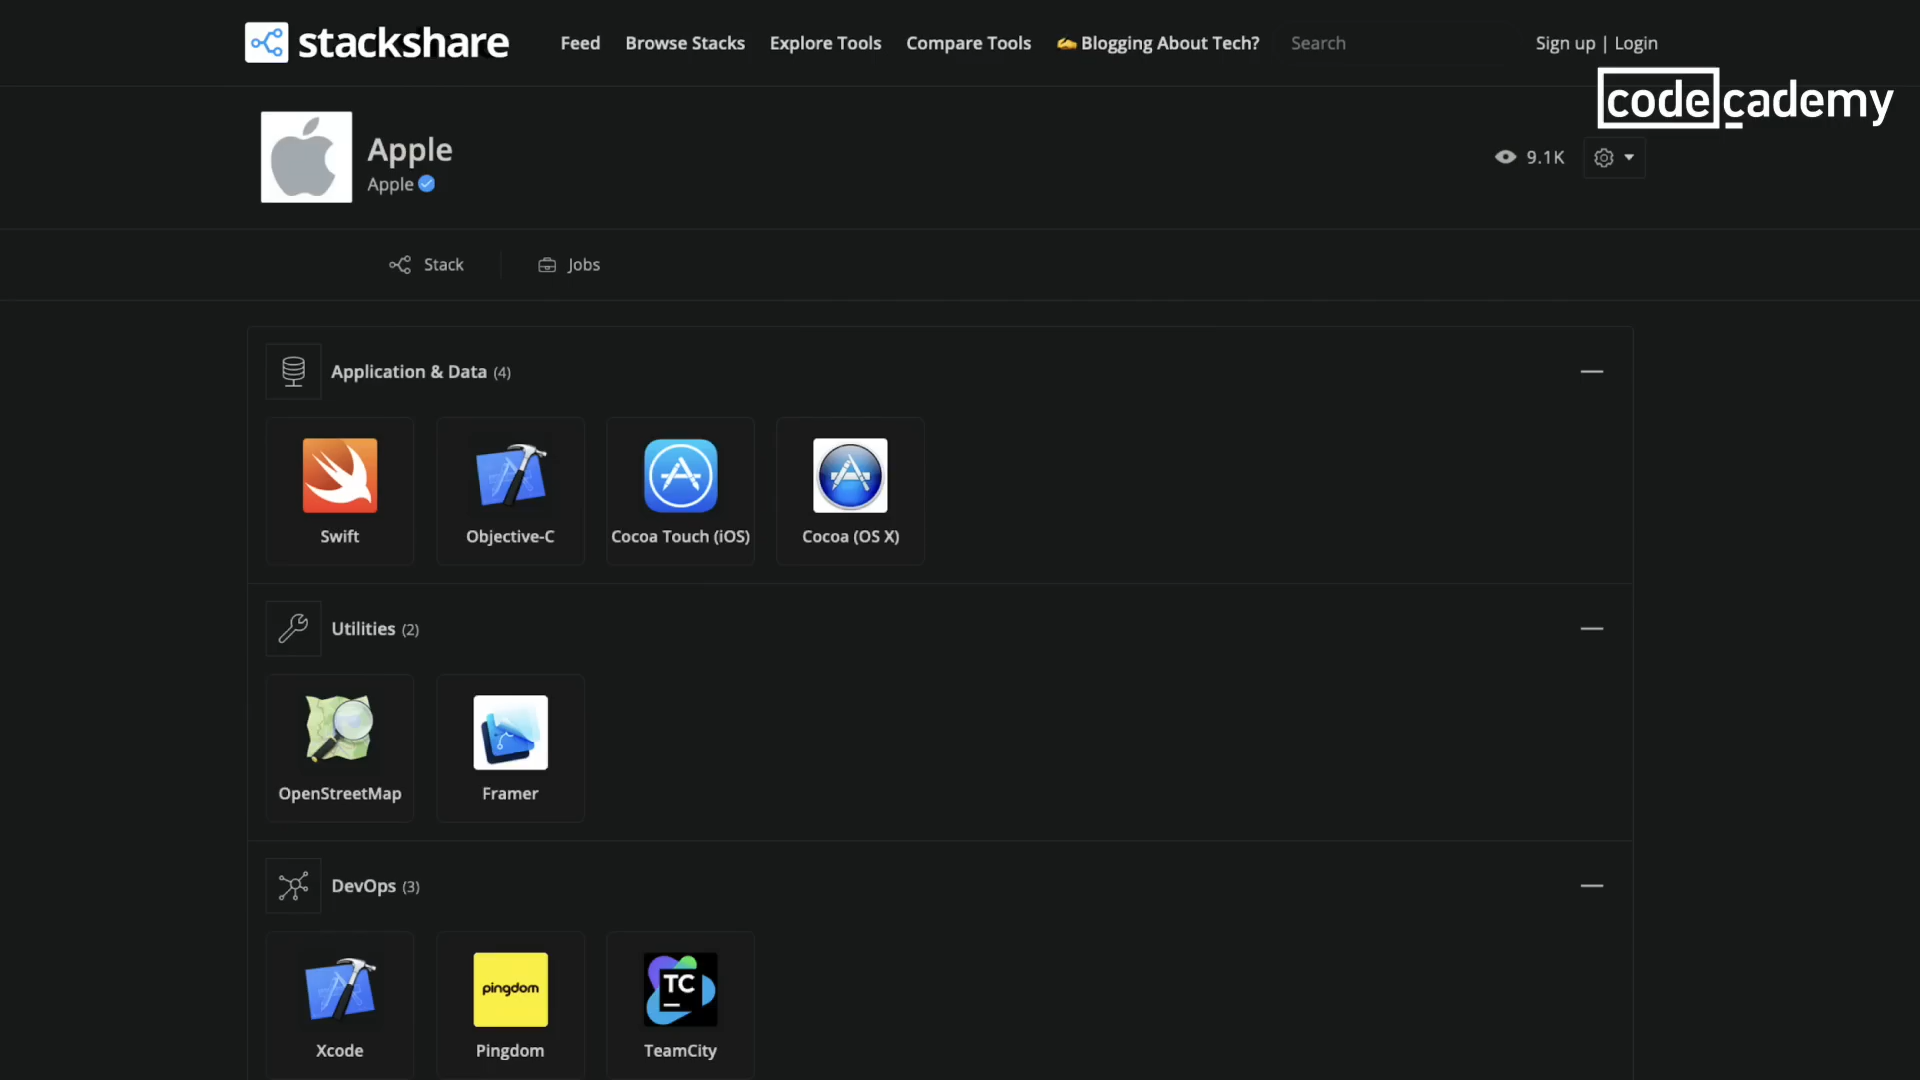 stackshare Feed Browse Stacks Explore Tools Compare Tools Blogging About Tech? Search Sign up | Login
codecademy
Apple
Apple
9.1K
Stack Jobs
Application & Data (4)
Swift Objective-C Cocoa Touch (iOS) Cocoa (OS X)
Utilities (2)
OpenStreetMap Framer
DevOps (3)
pingdom TC
Xcode Pingdom TeamCity